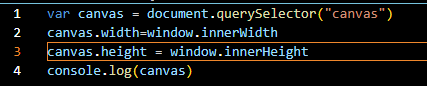 1 var canvas = document.querySelector("canvas")
2 canvas.width=window.innerWidth
3 canvas.height = window.innerHeight
4 console.log(canvas)